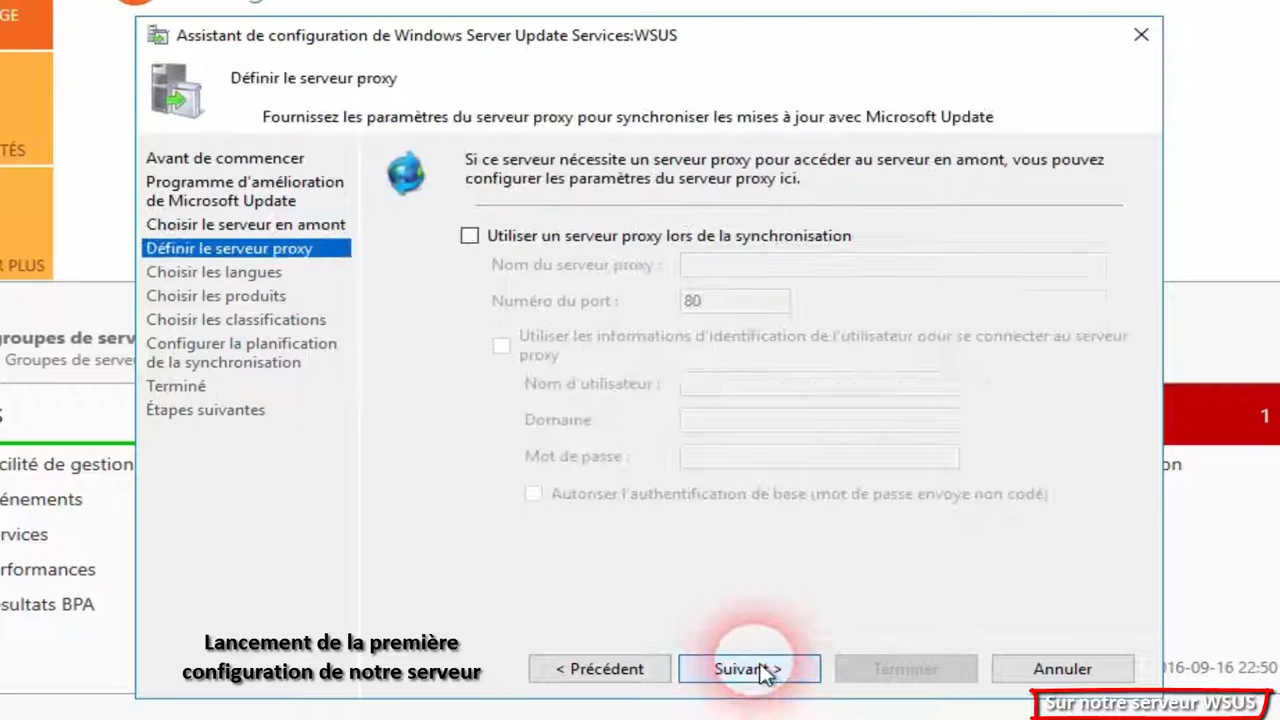 GE
Assistant de configuration de Windows Server Update Services:WSUS
Définir le serveur proxy
Fournissez les paramètres du serveur proxy pour synchroniser les mises à jour avec Microsoft Update
TÉS
R PLUS
Avant de commencer
Programme d'amélioration
de Microsoft Update
Choisir le serveur en amont
Définir le serveur proxy
Choisir les langues
Choisir les produits
Choisir les classifications
Configurer la planification
de la synchronisation
Terminé
Étapes suivantes
Si ce serveur nécessite un serveur proxy pour accéder au serveur en amont, vous pouvez
configurer les paramètres du serveur proxy ici.
Utiliser un serveur proxy lors de la synchronisation
Nom du serveur proxy :
Numéro du port : 80
Utiliser les informations d'identification de l'utilisateur pour se connecter au serveur
proxy
Nom d'utilisateur :
Domaine
Mot de passe :
Autoriser l'authentification de base (mot de passe envoye non codé)
groupes de serv
Groupes de serve
1
cilité de gestion
on
énements
rvices
rformances
sultats BPA
Lancement de la première
configuration de notre serveur
< Précédent
Suivant >
Terminer
Annuler
016-09-16 22:50
Sur notre serveur WSUS